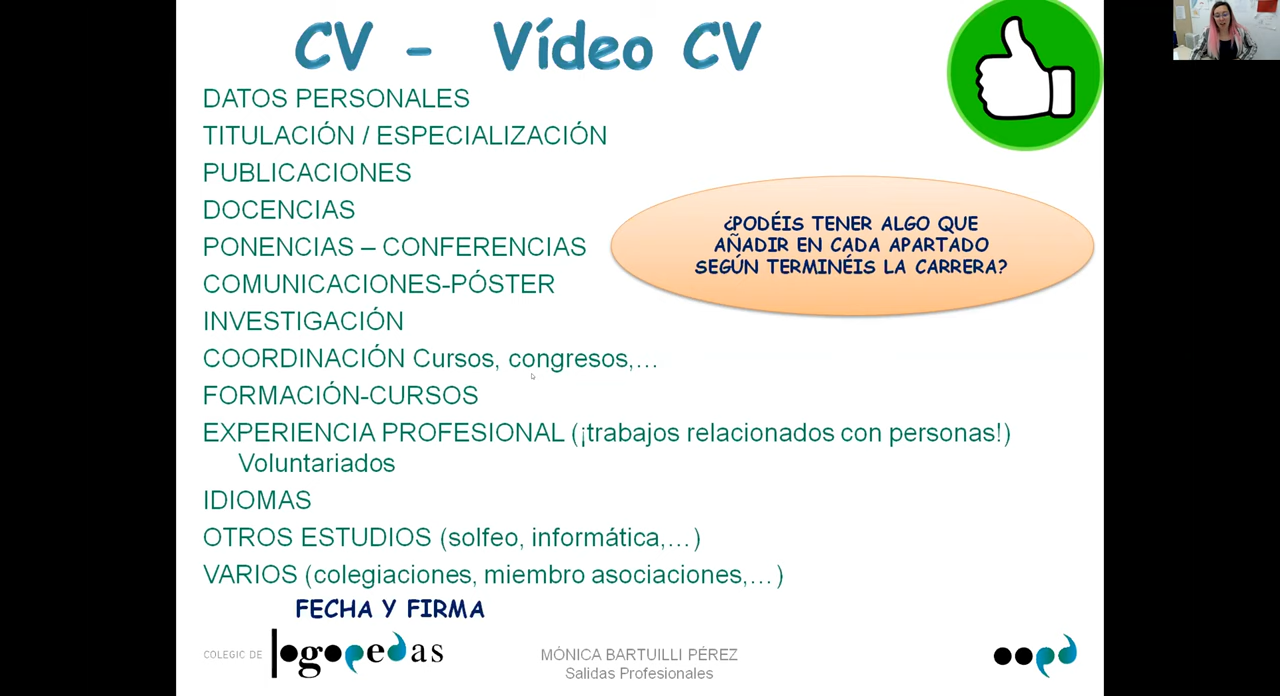 CV - Vídeo CV
DATOS PERSONALES
TITULACIÓN / ESPECIALIZACIÓN
PUBLICACIONES
DOCENCIAS
PONENCIAS – CONFERENCIAS
COMUNICACIONES-PÓSTER
INVESTIGACIÓN
COORDINACIÓN Cursos, congresos,...
FORMACIÓN-CURSOS
EXPERIENCIA PROFESIONAL (¡trabajos relacionados con personas!)
Voluntariados
IDIOMAS
OTROS ESTUDIOS (solfeo, informática,...)
VARIOS (colegiaciones, miembro asociaciones,...)
FECHA Y FIRMA
¿PODÉIS TENER ALGO QUE
AÑADIR EN CADA APARTADO
SEGÚN TERMINÉIS LA CARRERA?
COLEGIC DE logopedas
MÓNICA BARTUILLI PÉREZ
Salidas Profesionales